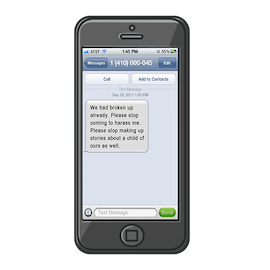 AT&T 1:45 PM
Messages 1 (410) 000-045 Edit
Call Add to Contacts
Text Message
Sep 20, 2011 1:45 PM
We had broken up
already. Please stop
coming to harass me.
Please stop making up
stories about a child of
ours as well.
Text Message Send